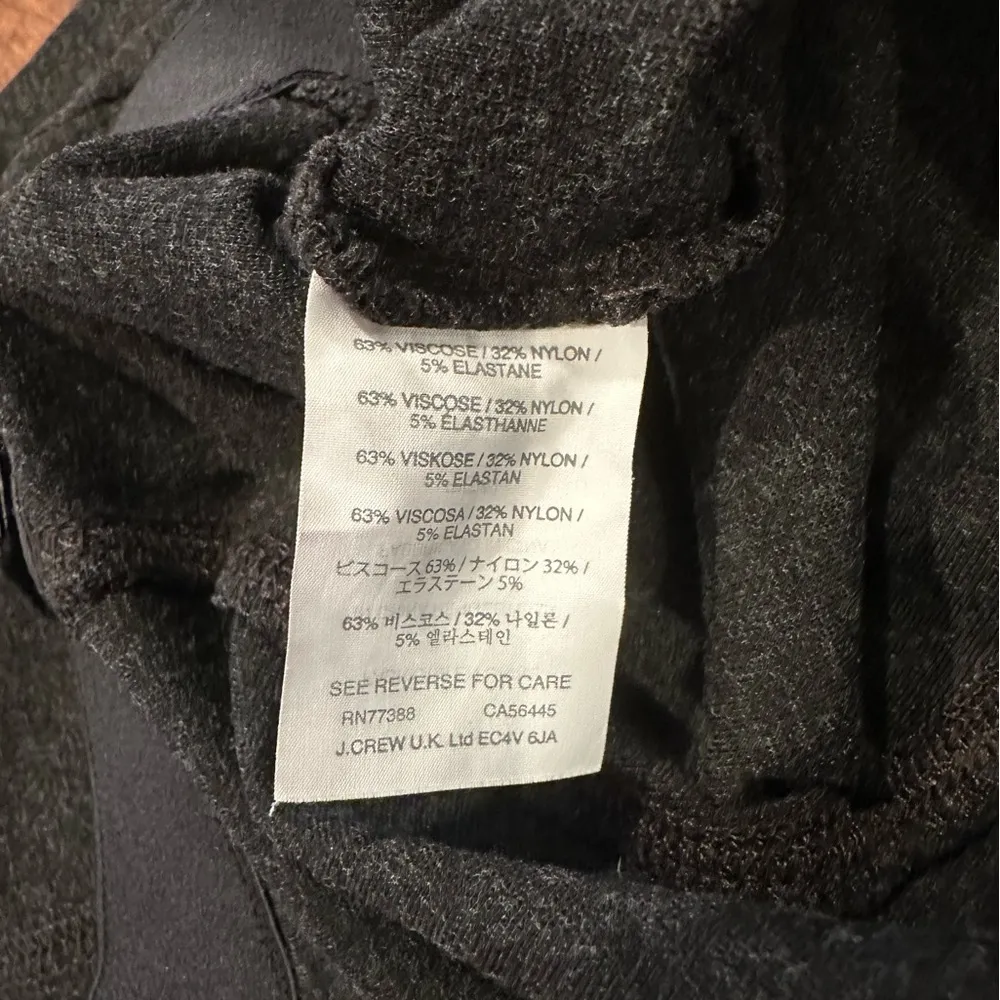 63% VISCOSE / 32% NYLON /
5% ELASTANE
63% VISCOSE / 32% NYLON /
5% ÉLASTHANNE
63% VISKOSE / 32% NYLON /
5% ELASTAN
63% VISCOSA / 32% NYLON /
5% ELASTAN
ビスコース 63% / ナイロン 32% /
エラステーン 5%
63% 비스코스 / 32% 나일론 /
5% 엘라스테인
SEE REVERSE FOR CARE
RN77388 CA56445
J.CREW U.K. Ltd EC4V 6JA